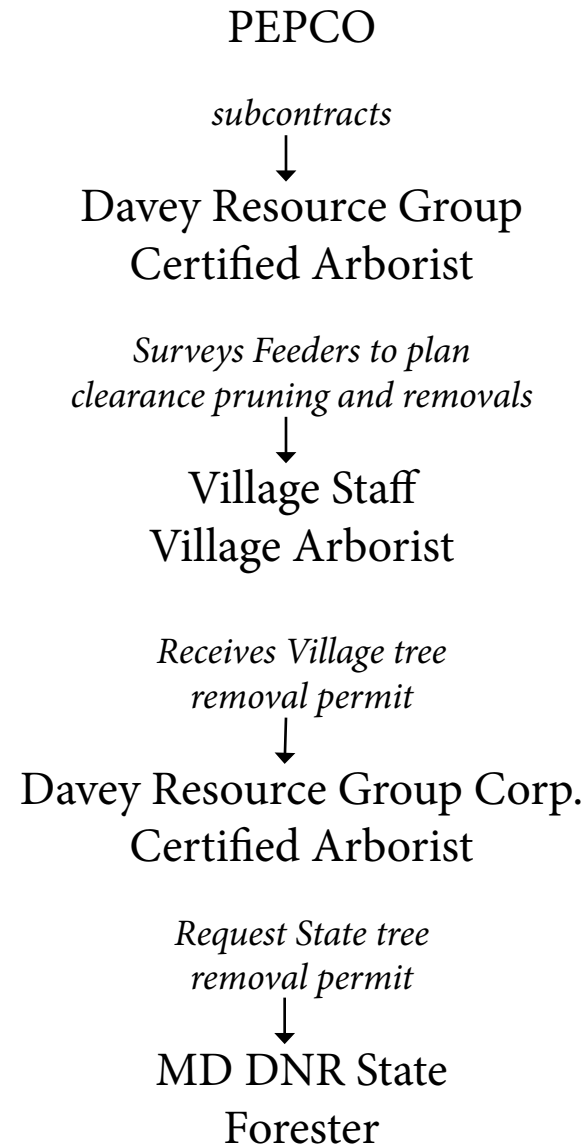 PEPCO
subcontracts
Davey Resource Group
Certified Arborist
Surveys Feeders to plan
clearance pruning and removals
Village Staff
Village Arborist
Receives Village tree
removal permit
Davey Resource Group Corp.
Certified Arborist
Request State tree
removal permit
MD DNR State
Forester